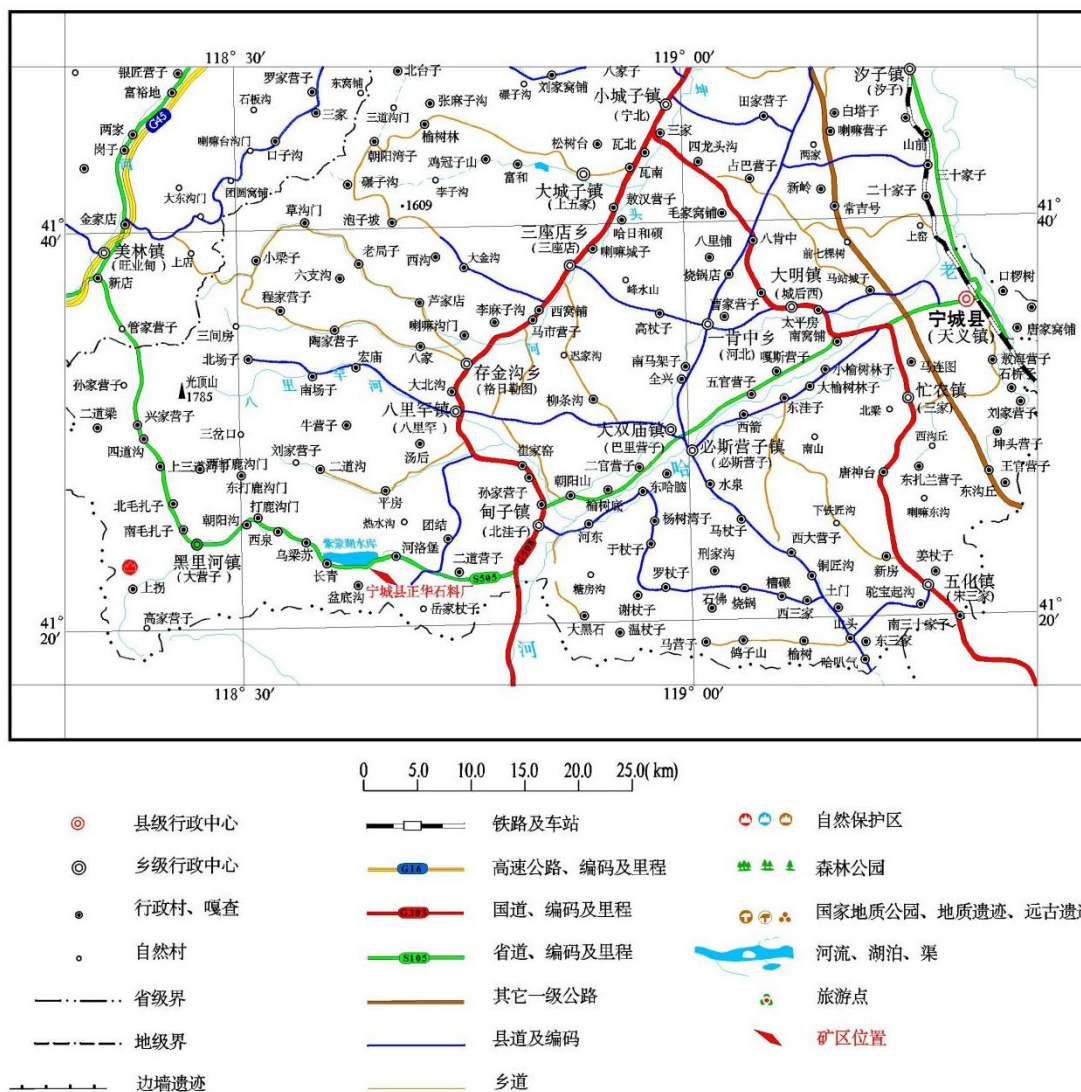 118° 30′
119° 00′
银匠营子
富裕地
罗家营子
东窝铺
北台子
刘家窝铺
八家子
汐子镇
(汐子)
石板沟
碾子沟
小城子镇
(宁北)
坤
田家营子
白塔子
三家
三道沟门
张麻子沟
G45
两家
岗子
喇嘛台沟门
口子沟
榆树林
松树台
瓦北
三家
喇嘛营子
山前
朝阳湾子
鸡冠子山
四龙头沟
两家
富和
瓦南
占巴营子
三十家子
大东沟门
团圆窝铺
碾子沟
李子沟
大城子镇
(上五家)
新岭
二十家子
41° 40′
金家店
草沟门
泡子坡
·1609
敖汉营子
头
毛家窝铺
常吉号
41° 40′
三座店乡
(三座店)
哈日和硕
八里铺
八肯中
上窑
美林镇
(旺业甸)
上店
老局子
西沟
大金沟
喇嘛城子
前七棵树
老
新店
小梁子
六支沟
烧锅店
大明镇
(城后西)
马站城子
口椤树
峰水山
芦家店
程家营子
李麻子沟
西窝铺
曹家营子
宁城县
(天义镇)
管家营子
三间房
喇嘛沟门
马市营子
高杖子
太平房
唐家窝铺
陶家营子
一肯中乡
(河北)
南窝铺
北场子
宏庙
八家
河
迟家沟
南马架子
嘎斯营子
小榆树林子
马连图
敖海营子
八里罕河
存金沟乡
(格日勒图)
石桥
孙家营子
光顶山
1785
南场子
大北沟
全兴
五官营子
大榆树林子
忙农镇
(三家)
二道梁
兴家营子
八里罕镇
(八里罕)
柳条沟
东洼子
北梁
刘家营子
牛营子
大双庙镇
(巴里营子)
西箭
三岔口
四道沟
汤后
必斯营子镇
(必斯营子)
南山
西沟丘
坤头营子
刘家营子
崔家窑
哈
上三道营子
西打鹿沟门
二道沟
二官营子
唐神台
王官营子
东打鹿沟门
朝阳山
水泉
东扎兰营子
孙家营子
东哈脑
东沟丘
北毛扎子
打鹿沟门
平房
榆树底
朝阳沟
热水沟
甸子镇
(北洼子)
杨树湾子
下铁匠沟
喇嘛东沟
南毛扎子
团结
河东
马杖子
西泉
黑里河镇
(大营子)
乌梁苏
紫蒙湖水库
河洛堡
G508
于杖子
邢家沟
西大营子
姜杖子
铜匠沟
新房
二道营子
长青
S505
糖房沟
罗杖子
槽碾
五化镇
(宋三家)
上拐
盆底沟
宁城县正华石料厂
石佛
烧锅
土门
驼宝起沟
谢杖子
西三家
岳家杖子
高家营子
大黑石
温杖子
山头
南三十家子
41° 20′
41° 20′
马营子
鸽子山
榆树
东三家
河
哈叭气
118° 30′
119° 00′
0 5.0 10.0 15.0 20.0 25.0(km)
县级行政中心
铁路及车站
自然保护区
乡级行政中心
G16
高速公路、编码及里程
森林公园
行政村、嘎查
G303
国道、编码及里程
国家地质公园、地质遗迹、远古遗迹
自然村
S105
省道、编码及里程
河流、湖泊、渠
省级界
其它一级公路
旅游点
地级界
县道及编码
矿区位置
边墙遗迹
乡道